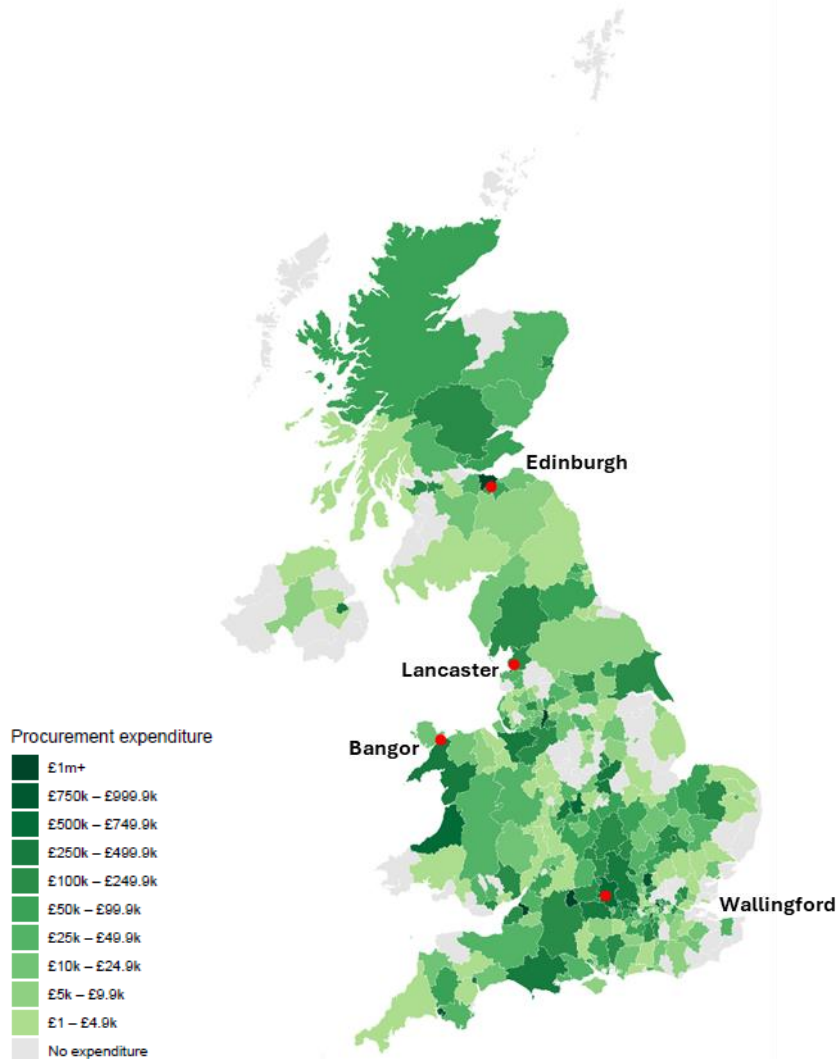 Edinburgh
Lancaster
Bangor
Wallingford
Procurement expenditure
£1m+
£750k – £999.9k
£500k – £749.9k
£250k – £499.9k
£100k – £249.9k
£50k – £99.9k
£25k – £49.9k
£10k – £24.9k
£5k – £9.9k
£1 – £4.9k
No expenditure